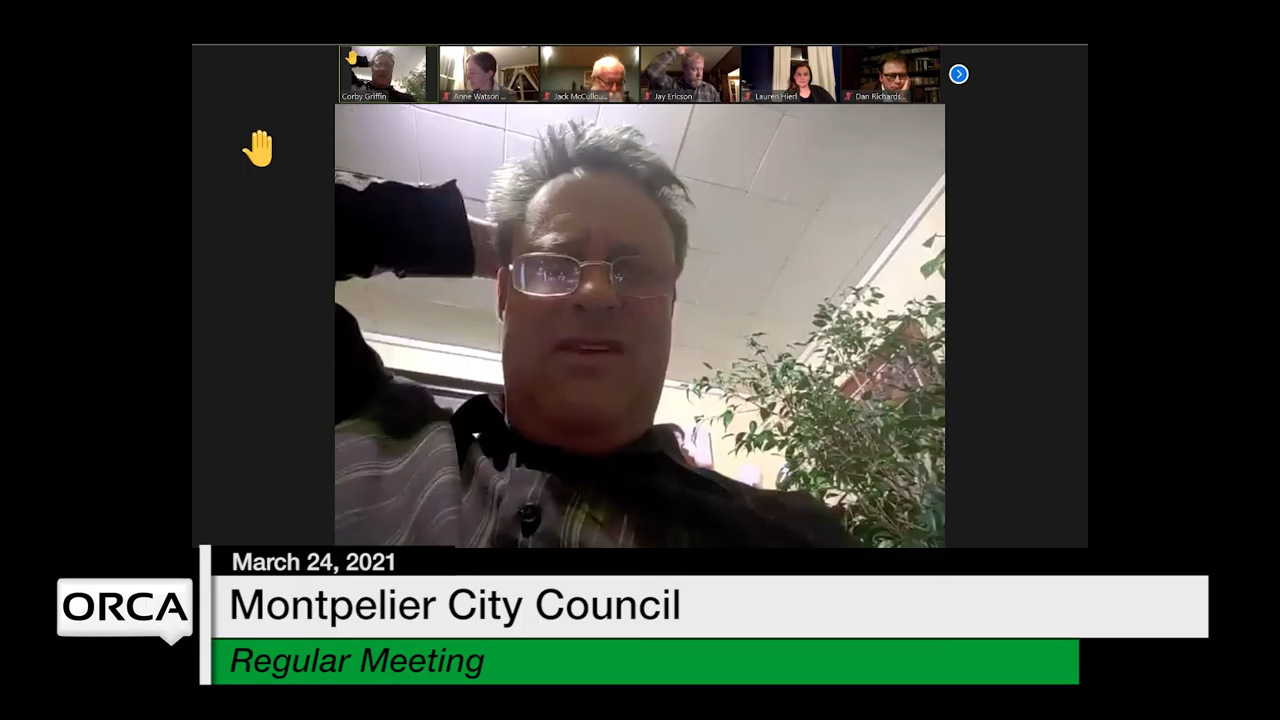 Corby Griffin
Anne Watson ...
Jack McCullou...
Jay Ericson
Lauren Hierl
Dan Richards...
March 24, 2021
ORCA
Montpelier City Council
Regular Meeting